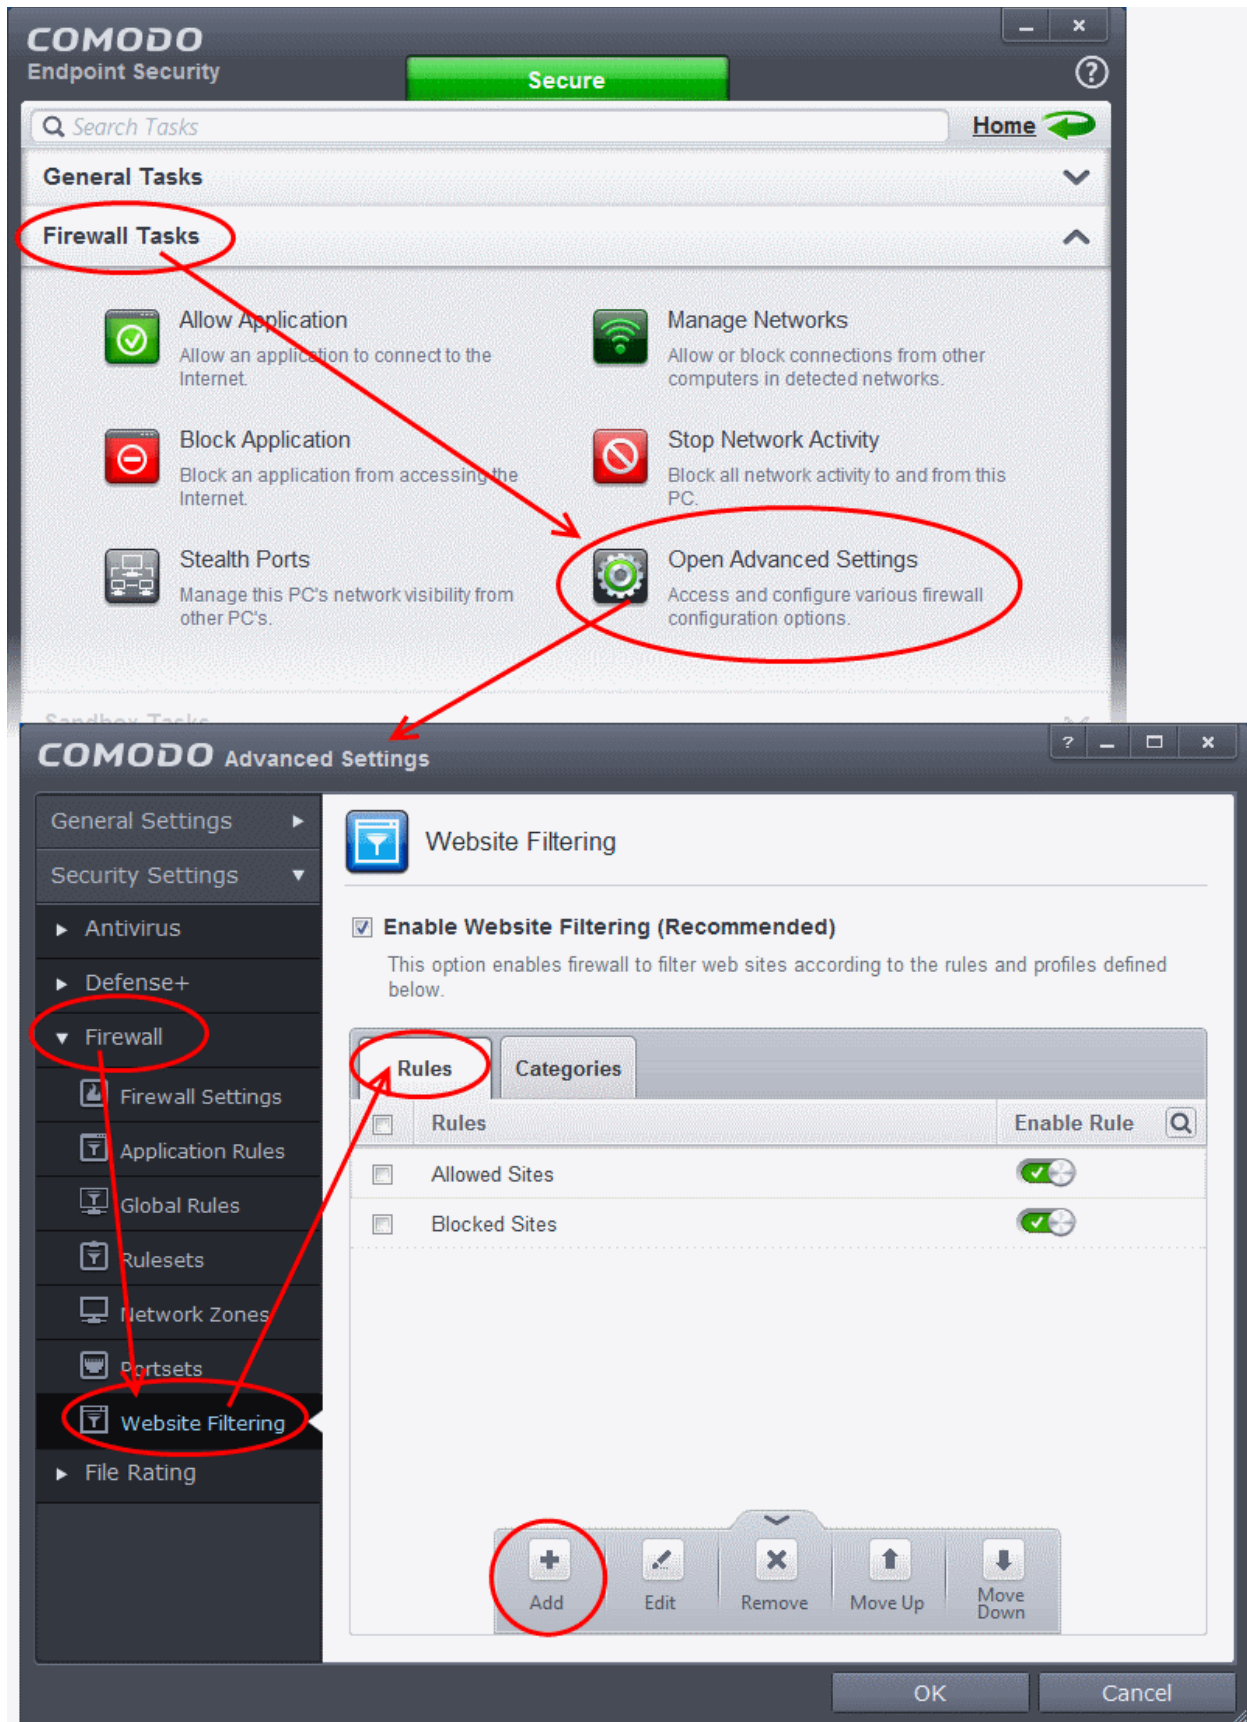 COMODO
Endpoint Security
Secure
?
Search Tasks
Home
General Tasks
Firewall Tasks
Allow Application
Allow an application to connect to the
Internet.
Manage Networks
Allow or block connections from other
computers in detected networks.
Block Application
Block an application from accessing the
Internet.
Stop Network Activity
Block all network activity to and from this
PC.
Stealth Ports
Manage this PC's network visibility from
other PC's.
Open Advanced Settings
Access and configure various firewall
configuration options.
Sandbox Tasks
COMODO Advanced Settings
?
General Settings
Security Settings
Antivirus
Defense+
Firewall
Firewall Settings
Application Rules
Global Rules
Rulesets
Network Zones
Portsets
Website Filtering
File Rating
Website Filtering
Enable Website Filtering (Recommended)
This option enables firewall to filter web sites according to the rules and profiles defined
below.
Rules
Categories
Rules
Enable Rule
Allowed Sites
Blocked Sites
Add
Edit
Remove
Move Up
Move
Down
OK
Cancel